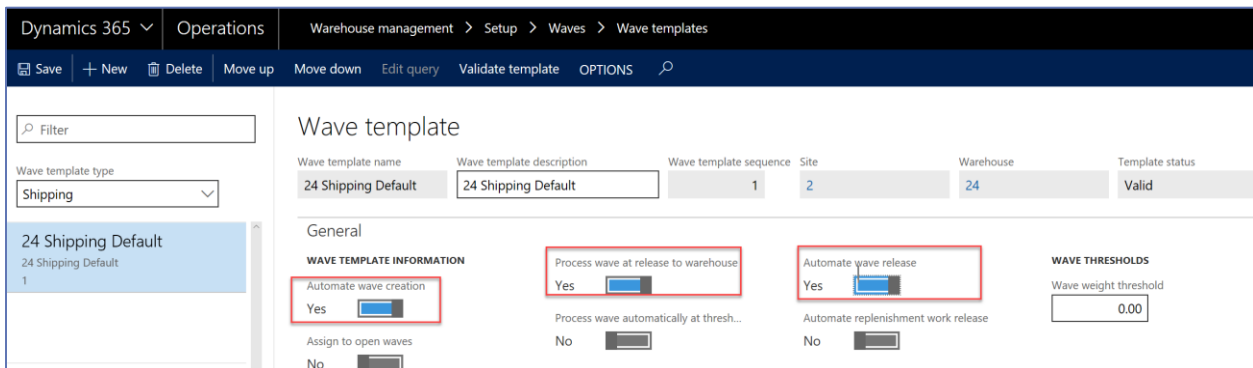 Dynamics 365 Operations Warehouse management > Setup > Waves > Wave templates
Save + New Delete Move up Move down Edit query Validate template OPTIONS
Filter
Wave template type
Shipping
24 Shipping Default
24 Shipping Default
1
Wave template
Wave template name Wave template description Wave template sequence Site Warehouse Template status
24 Shipping Default 24 Shipping Default 1 2 24 Valid
General
WAVE TEMPLATE INFORMATION
Automate wave creation
Yes
Assign to open waves
No
Process wave at release to warehouse
Yes
Process wave automatically at thresh...
No
Automate wave release
Yes
Automate replenishment work release
No
WAVE THRESHOLDS
Wave weight threshold
0.00